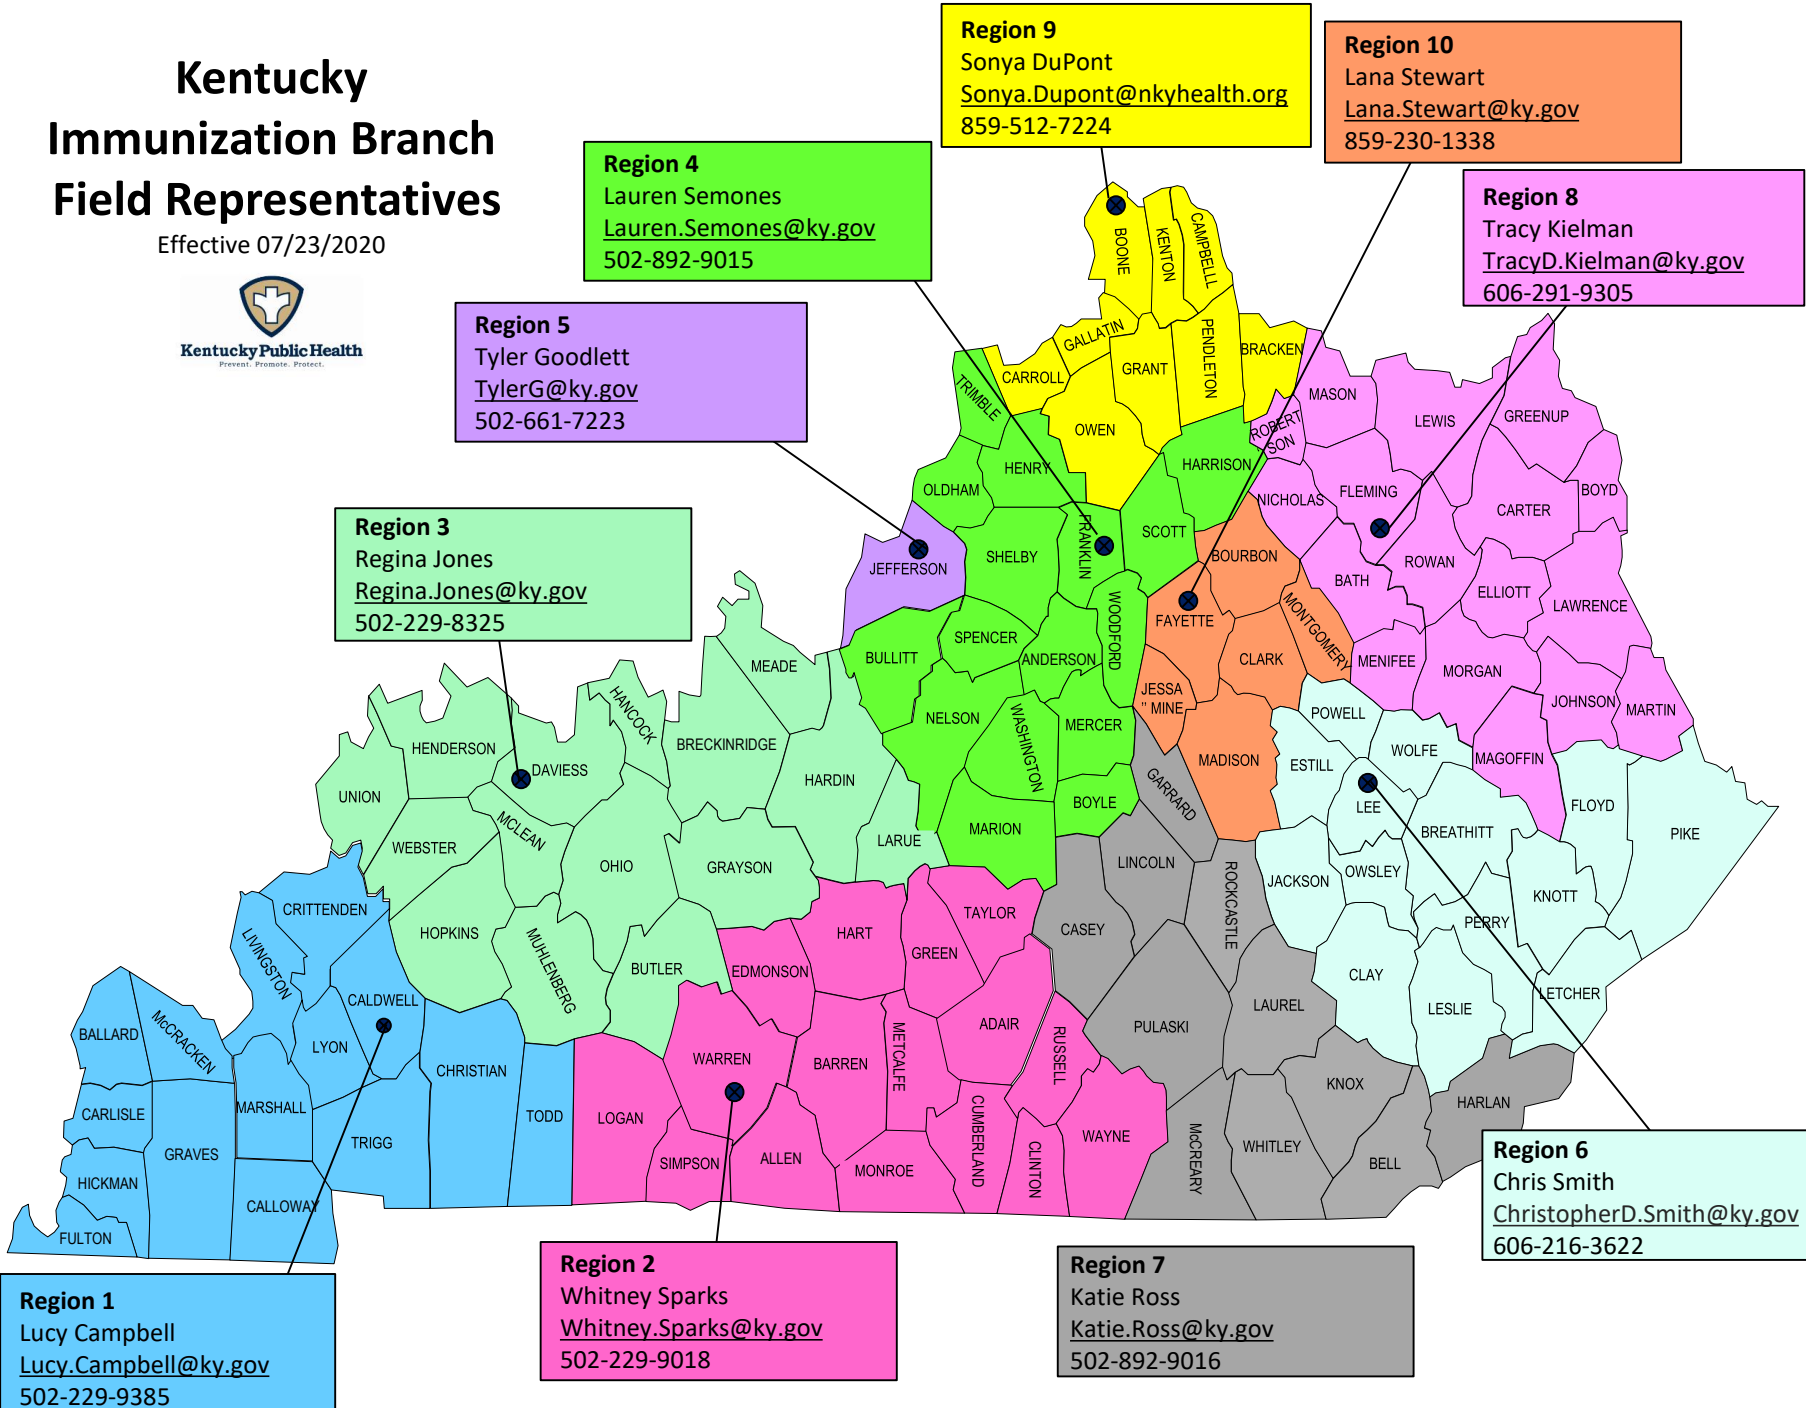 Kentucky
Immunization Branch
Field Representatives
Effective 07/23/2020
Kentucky Public Health
Prevent. Promote. Protect.
Region 9
Sonya DuPont
Sonya.Dupont@nkyhealth.org
859-512-7224
Region 10
Lana Stewart
Lana.Stewart@ky.gov
859-230-1338
Region 4
Lauren Semones
Lauren.Semones@ky.gov
502-892-9015
Region 8
Tracy Kielman
TracyD.Kielman@ky.gov
606-291-9305
Region 5
Tyler Goodlett
TylerG@ky.gov
502-661-7223
Region 3
Regina Jones
Regina.Jones@ky.gov
502-229-8325
BOONE
KENTON
CAMPBELLL
GALLATIN
PENDLETON
BRACKEN
CARROLL
GRANT
OWEN
TRIMBLE
HENRY
OLDHAM
HARRISON
ROBERT
SON
MASON
LEWIS
GREENUP
NICHOLAS
FLEMING
BOYD
CARTER
SHELBY
FRANKLIN
SCOTT
JEFFERSON
BOURBON
BATH
ROWAN
ELLIOTT
LAWRENCE
WOODFORD
FAYETTE
MONTGOMERY
SPENCER
ANDERSON
BULLITT
CLARK
MENIFEE
MORGAN
JOHNSON
MARTIN
MEADE
HANCOCK
NELSON
WASHINGTON
MERCER
JESSA
" MINE
POWELL
WOLFE
MAGOFFIN
HENDERSON
DAVIESS
BRECKINRIDGE
HARDIN
GARRARD
MADISON
ESTILL
LEE
FLOYD
PIKE
UNION
BOYLE
BREATHITT
WEBSTER
MCLEAN
OHIO
GRAYSON
LARUE
MARION
LINCOLN
ROCKCASTLE
JACKSON
OWSLEY
KNOTT
CRITTENDEN
HOPKINS
MUHLENBERG
BUTLER
EDMONSON
HART
GREEN
TAYLOR
CASEY
PERRY
CLAY
LESLIE
LETCHER
LIVINGSTON
CALDWELL
BALLARD
McCRACKEN
LYON
CHRISTIAN
WARREN
BARREN
METCALFE
ADAIR
RUSSELL
PULASKI
LAUREL
KNOX
HARLAN
CARLISLE
MARSHALL
TODD
LOGAN
GRAVES
TRIGG
SIMPSON
ALLEN
MONROE
CUMBERLAND
CLINTON
WAYNE
McCREARY
WHITLEY
BELL
HICKMAN
CALLOWAY
FULTON
Region 6
Chris Smith
ChristopherD.Smith@ky.gov
606-216-3622
Region 2
Whitney Sparks
Whitney.Sparks@ky.gov
502-229-9018
Region 7
Katie Ross
Katie.Ross@ky.gov
502-892-9016
Region 1
Lucy Campbell
Lucy.Campbell@ky.gov
502-229-9385